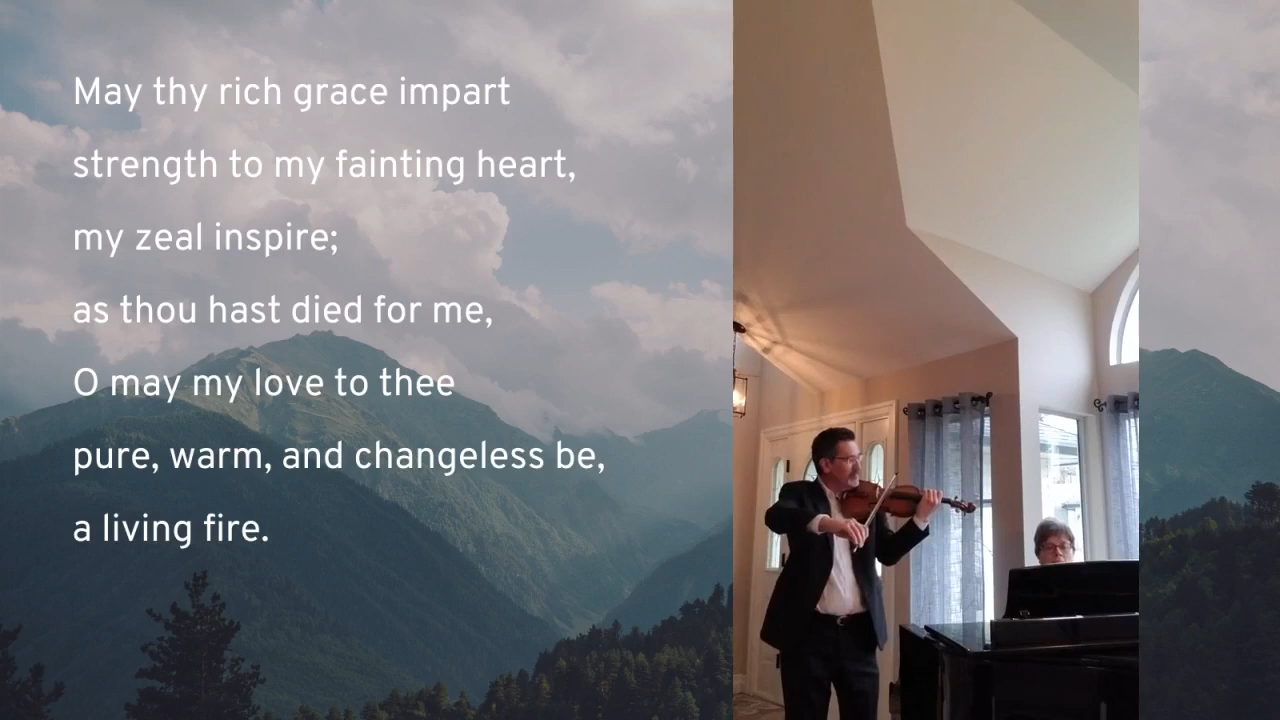 May thy rich grace impart
strength to my fainting heart,
my zeal inspire;
as thou hast died for me,
O may my love to thee
pure, warm, and changeless be,
a living fire.